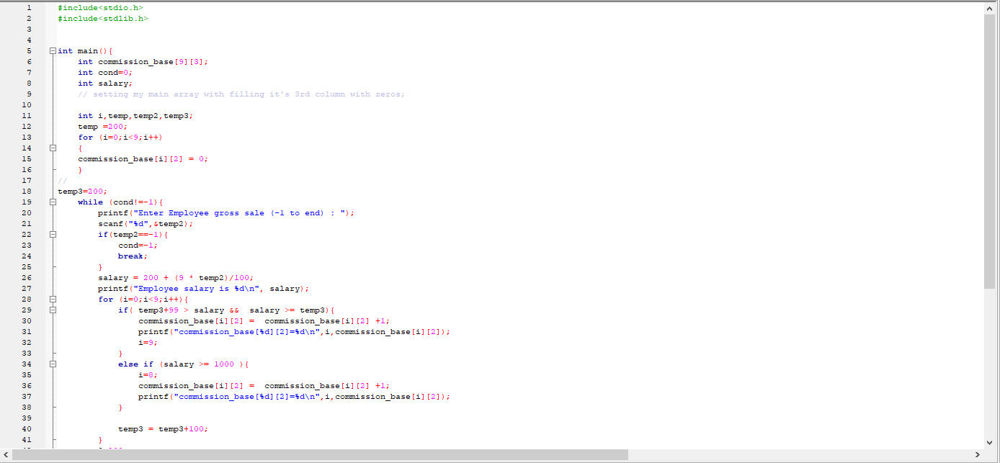 1 #include<stdio.h>
2 #include<stdlib.h>
3
4
5 int main(){
6 int commission_base[9][3];
7 int cond=0;
8 int salary;
9 // setting my main array with filling it's 3rd column with zeros;
10
11 int i,temp,temp2,temp3;
12 temp =200;
13 for (i=0;i<9;i++)
14 {
15 commission_base[i][2] = 0;
16 }
17 //
18 temp3=200;
19 while (cond!=-1){
20 printf("Enter Employee gross sale (-1 to end) : ");
21 scanf("%d",&temp2);
22 if(temp2==-1){
23 cond=-1;
24 break;
25 }
26 salary = 200 + (9 * temp2)/100;
27 printf("Employee salary is %d\n", salary);
28 for (i=0;i<9;i++){
29 if( temp3+99 > salary && salary >= temp3){
30 commission_base[i][2] = commission_base[i][2] +1;
31 printf("commission_base[%d][2]=%d\n",i,commission_base[i][2]);
32 i=9;
33 }
34 else if (salary >= 1000 ){
35 i=8;
36 commission_base[i][2] = commission_base[i][2] +1;
37 printf("commission_base[%d][2]=%d\n",i,commission_base[i][2]);
38 }
39
40 temp3 = temp3+100;
41 }